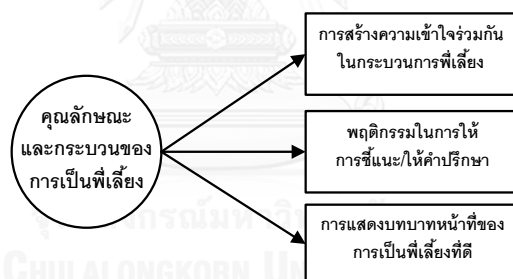 การสร้างความเข้าใจร่วมกัน
ในกระบวนการพี่เลี้ยง
คุณลักษณะ
และกระบวนของ
การเป็นพี่เลี้ยง
พฤติกรรมในการให้
การชี้แนะ/ให้คำปรึกษา
การแสดงบทบาทหน้าที่ของ
การเป็นพี่เลี้ยงที่ดี
CHULALONGKORN UN